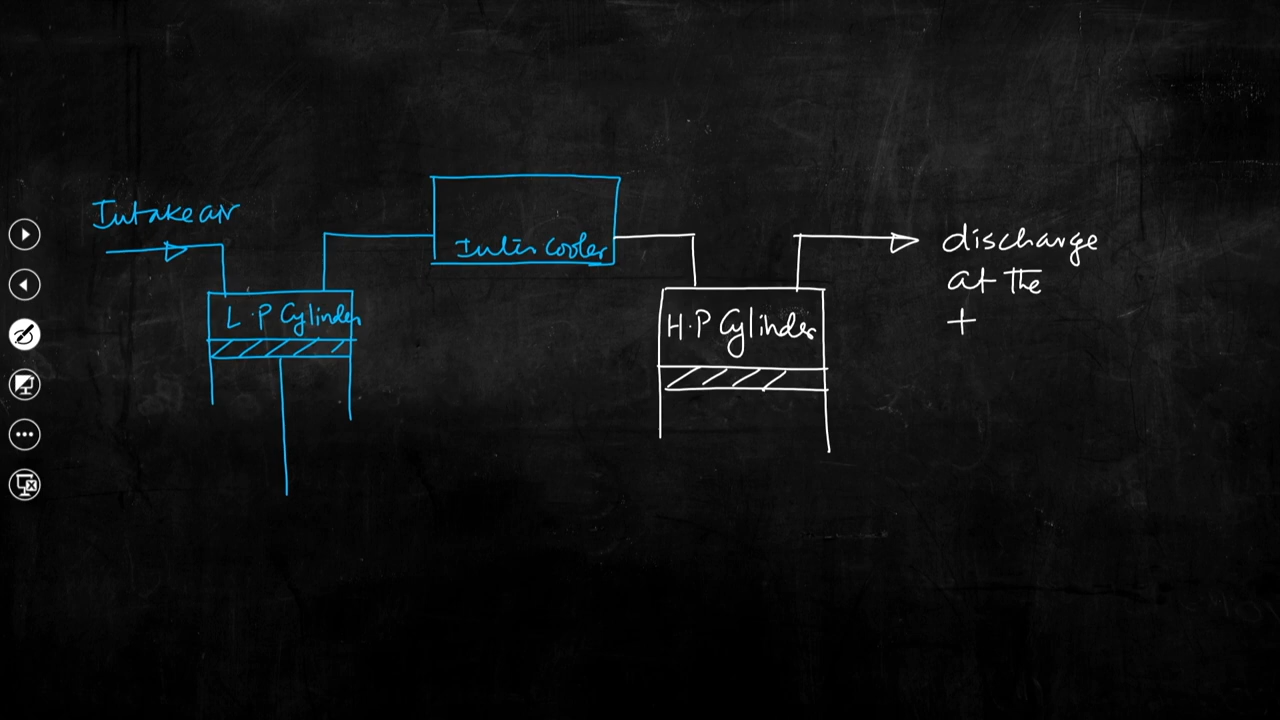 Intake air
Inter cooler
L.P Cylinder
H.P Cylinder
discharge
at the
t